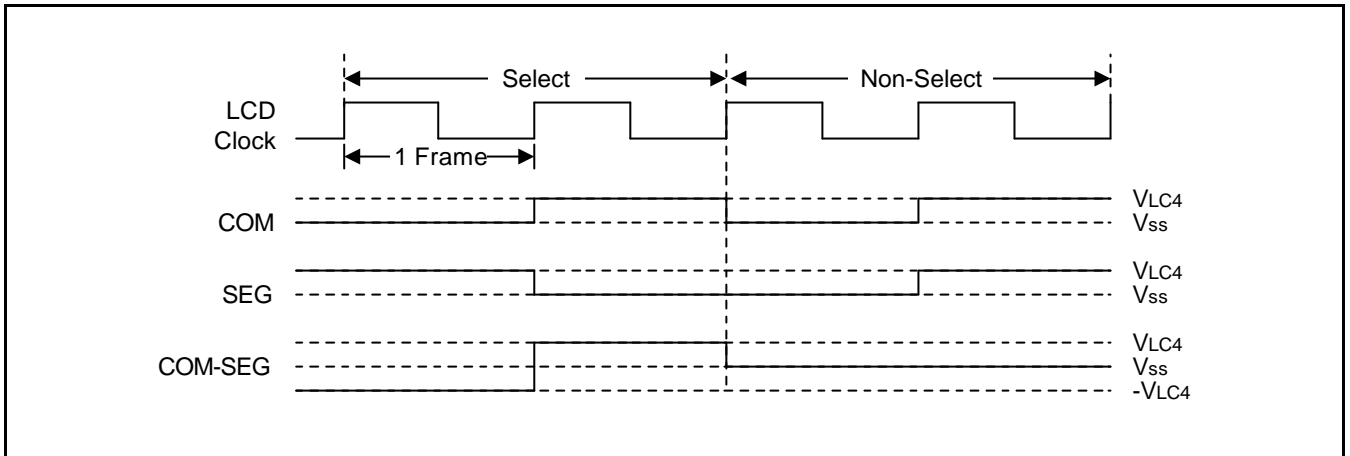 Select
Non-Select
LCD
Clock
1 Frame
COM
VLC4
Vss
SEG
VLC4
Vss
COM-SEG
VLC4
Vss
-VLC4